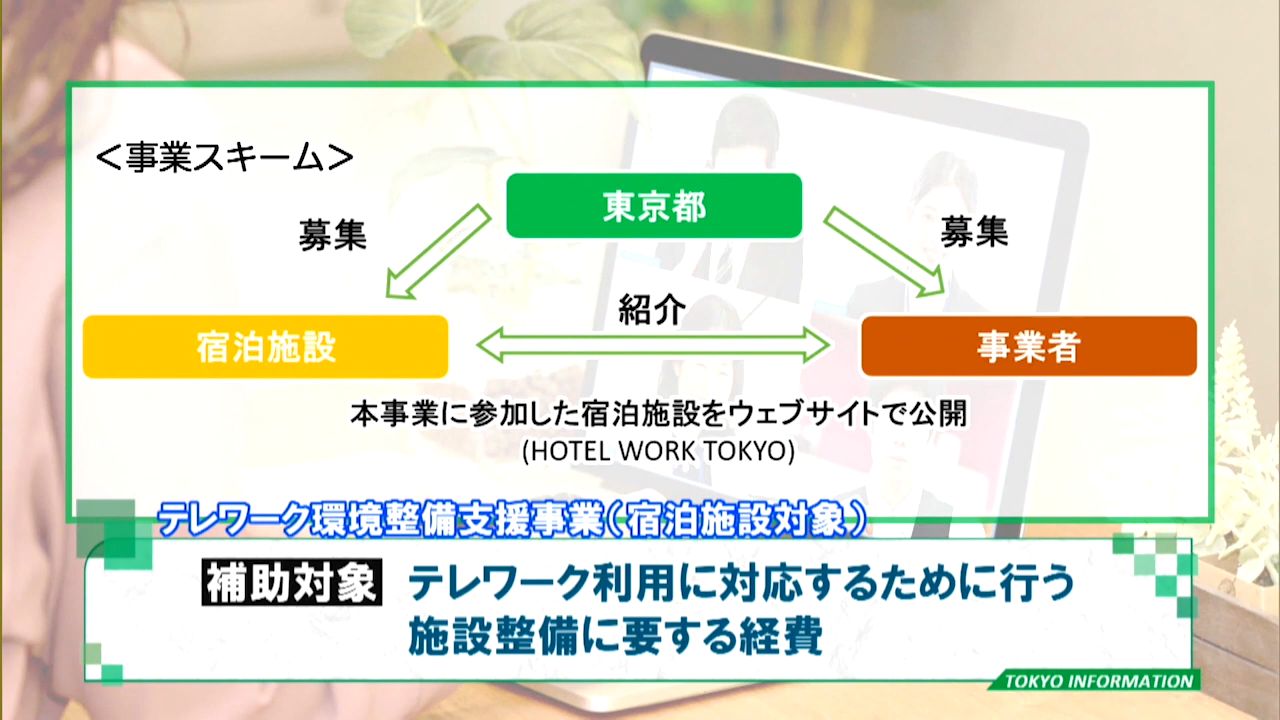 ＜事業スキーム＞
東京都
募集
募集
紹介
宿泊施設
事業者
本事業に参加した宿泊施設をウェブサイトで公開
(HOTEL WORK TOKYO)
テレワーク環境整備支援事業（宿泊施設対象）
補助対象 テレワーク利用に対応するために行う
施設整備に要する経費
TOKYO INFORMATION